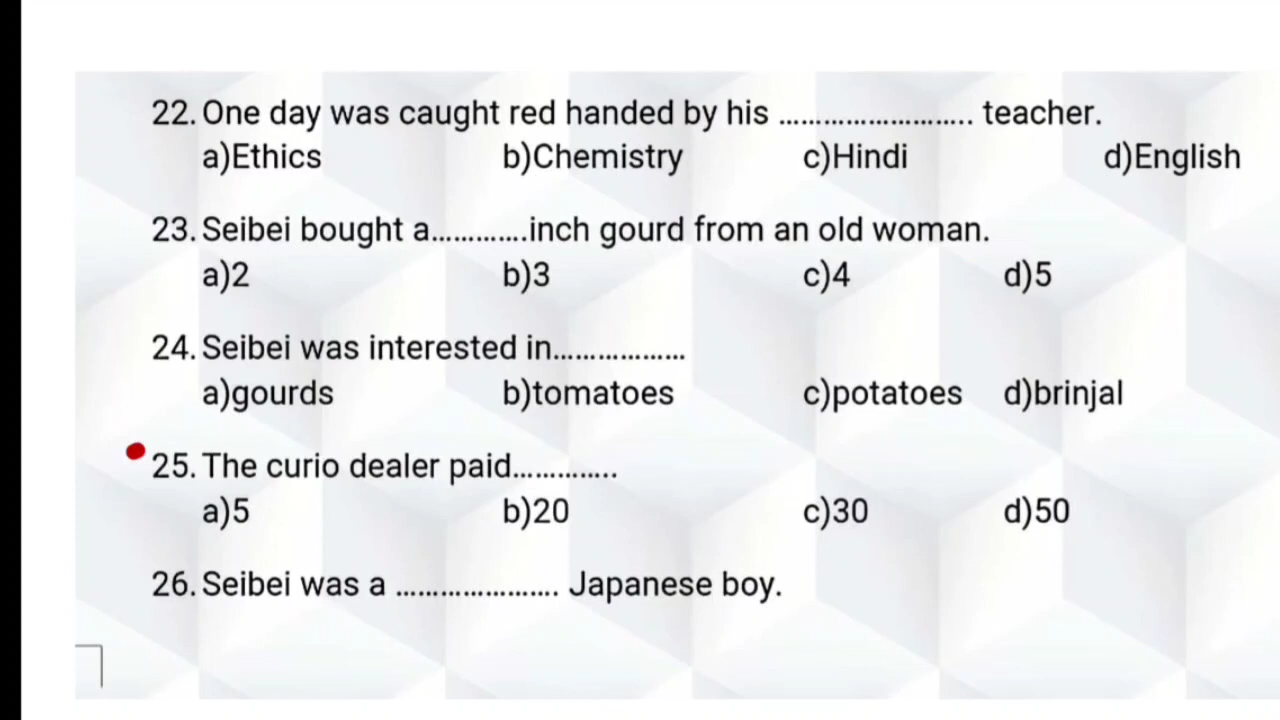 22. One day was caught red handed by his .......................... teacher.
a)Ethics b)Chemistry c)Hindi d)English
23. Seibei bought a.............inch gourd from an old woman.
a)2 b)3 c)4 d)5
24. Seibei was interested in..................
a)gourds b)tomatoes c)potatoes d)brinjal
25. The curio dealer paid..............
a)5 b)20 c)30 d)50
26. Seibei was a ...................... Japanese boy.